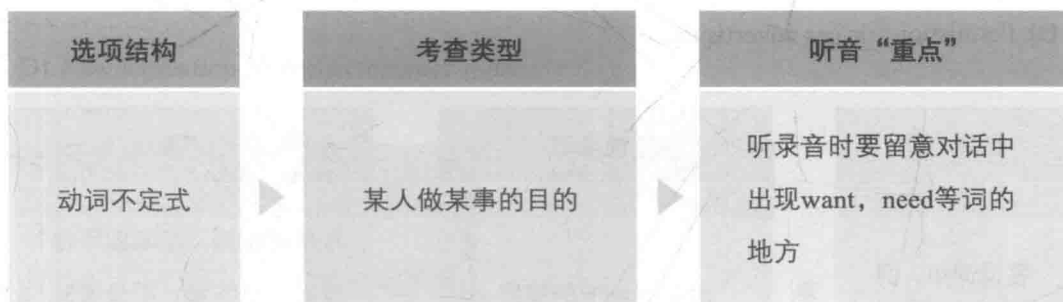 选项结构
考查类型
听音“重点”
动词不定式
某人做某事的目的
听录音时要留意对话中
出现want，need等词的
地方